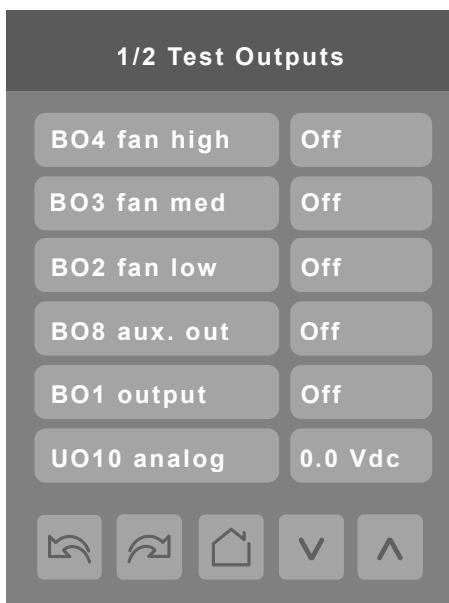 1/2 Test Outputs
BO4 fan high Off
BO3 fan med Off
BO2 fan low Off
BO8 aux. out Off
BO1 output Off
UO10 analog 0.0 Vdc